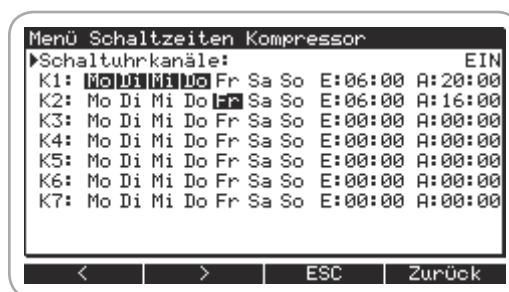 Menü Schaltzeiten Kompressor
▶Schaltuhrkanäle: EIN
K1: Mo Di Mi Do Fr Sa So E:06:00 A:20:00
K2: Mo Di Mi Do Fr Sa So E:06:00 A:16:00
K3: Mo Di Mi Do Fr Sa So E:00:00 A:00:00
K4: Mo Di Mi Do Fr Sa So E:00:00 A:00:00
K5: Mo Di Mi Do Fr Sa So E:00:00 A:00:00
K6: Mo Di Mi Do Fr Sa So E:00:00 A:00:00
K7: Mo Di Mi Do Fr Sa So E:00:00 A:00:00
< > ESC Zurück